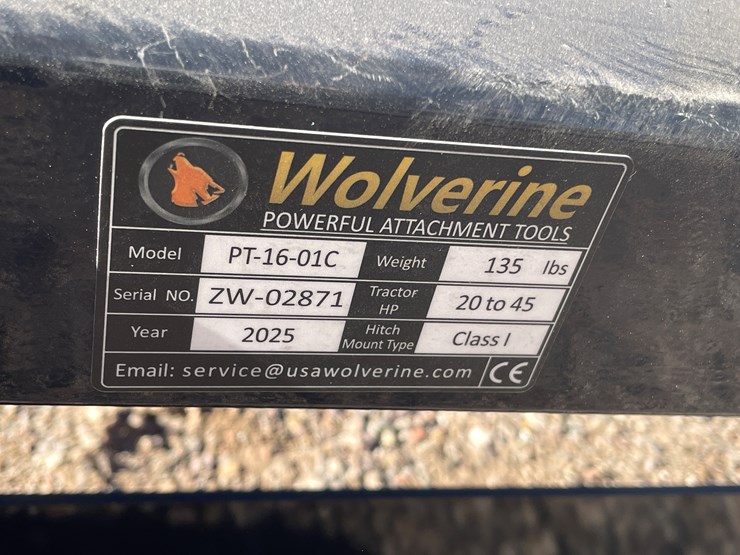 Wolverine
POWERFUL ATTACHMENT TOOLS
Model PT-16-01C Weight 135 lbs
Serial NO. ZW-02871 Tractor HP 20 to 45
Year 2025 Hitch Mount Type Class I
Email: service@usawolverine.com CE